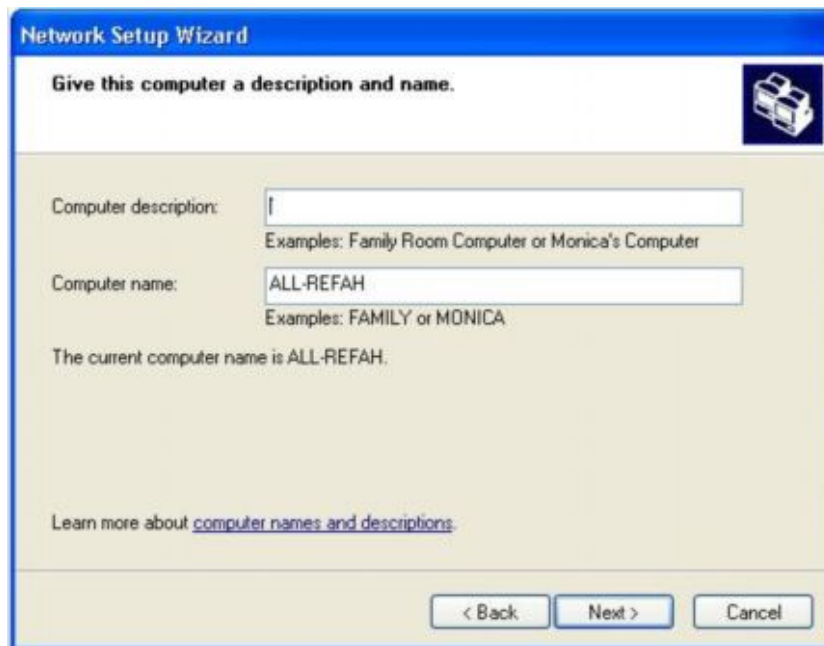 Network Setup Wizard
Give this computer a description and name.
Computer description:
Examples: Family Room Computer or Monica's Computer
Computer name: ALL-REFAH
Examples: FAMILY or MONICA
The current computer name is ALL-REFAH.
Learn more about computer names and descriptions.
< Back Next > Cancel